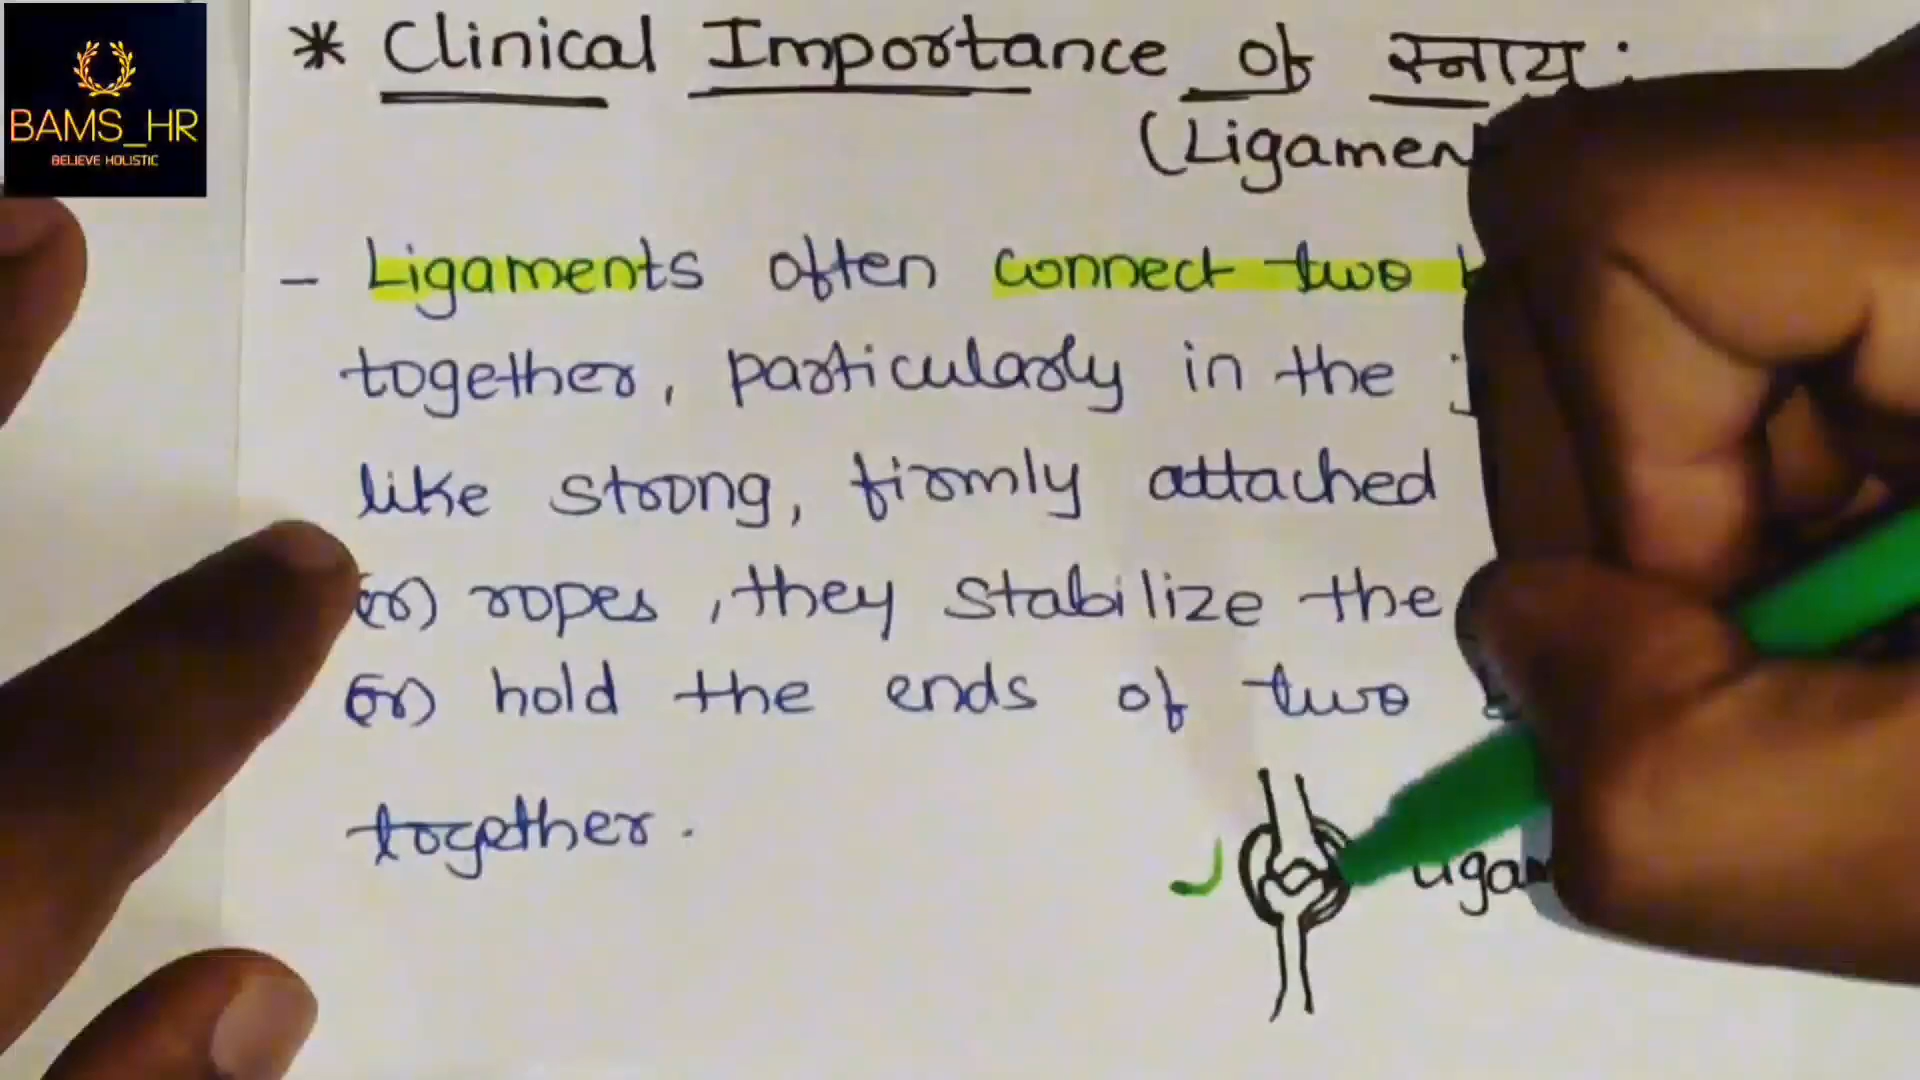 BAMS_HR
BELIEVE HOLISTIC
* Clinical Importance of स्नायु :
(Ligamen
- Ligaments often connect two
together, particularly in the
like strong, firmly attached
(or) ropes, they stabilize the
(or) hold the ends of two
together.
Liga